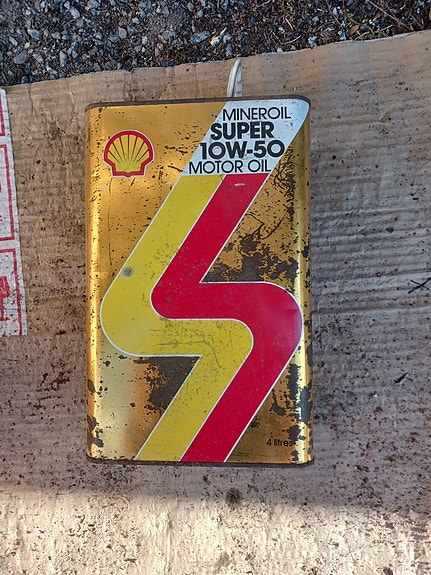 MINEROIL
SUPER
10W-50
MOTOR OIL
4 litres